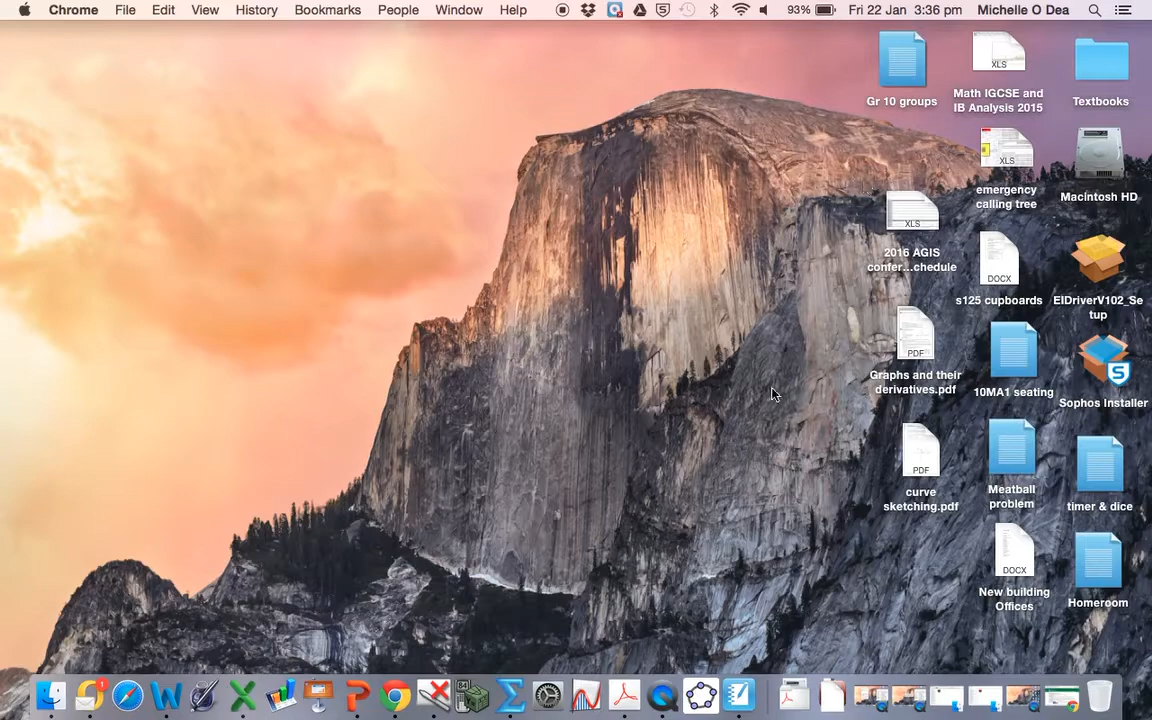 Chrome File Edit View History Bookmarks People Window Help 93% Fri 22 Jan 3:36 pm Michelle O Dea
Gr 10 groups
XLS
Math IGCSE and
IB Analysis 2015
Textbooks
XLS
emergency
calling tree
Macintosh HD
XLS
2016 AGIS
confer...chedule
DOCX
s125 cupboards
EIDriverV102_Se
tup
PDF
Graphs and their
derivatives.pdf
10MA1 seating
S
Sophos Installer
PDF
curve
sketching.pdf
Meatball
problem
timer & dice
DOCX
New building
Offices
Homeroom
1